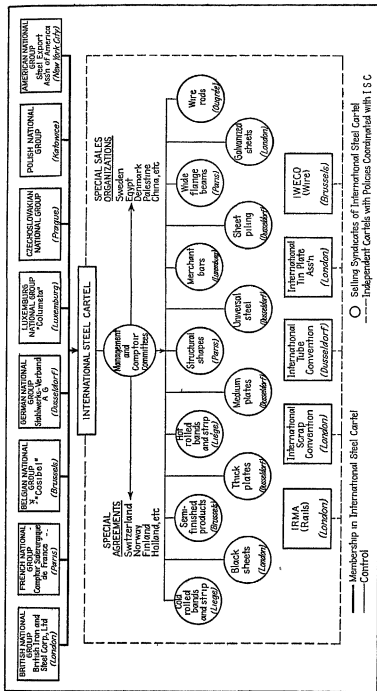 BRITISH NATIONAL
GROUP
British Iron and
Steel Corp., Ltd
(London)
FRENCH NATIONAL
GROUP
Comptoir Siderurgique
de France
(Paris)
BELGIAN NATIONAL
GROUP
"Cosibel"
(Brussels)
GERMAN NATIONAL
GROUP
Stahlwerks-Verband
A G
(Dusseldorf)
LUXEMBURG
NATIONAL GROUP
"Columeta"
(Luxemburg)
CZECHOSLOVAKIAN
NATIONAL GROUP
(Prague)
POLISH NATIONAL
GROUP
(Katowice)
AMERICAN NATIONAL
GROUP
Steel Export
Ass'n of America
(New York City)
INTERNATIONAL STEEL CARTEL
Management
and
Comptoir
Committees
SPECIAL
AGREEMENTS
Switzerland
Norway
Finland
Holland, etc
SPECIAL SALES
ORGANIZATIONS
Sweden
Egypt
Denmark
Palestine
China, etc
Cold
rolled bands
and strip
(Liege)
Semi-
finished
products
(Brussels)
Hot
rolled bands
and strip
(Liege)
Structural
shapes
(Paris)
Merchant
bars
(Luxemburg)
Wide
flange
beams
(Paris)
Wire
rods
(Ougrée)
Black
sheets
(London)
Thick
plates
(Dusseldorf)
Medium
plates
(Dusseldorf)
Universal
steel
(Dusseldorf)
Sheet
piling
(Dusseldorf)
Galvanized
sheets
(London)
IRMA
(Rails)
(London)
International
Scrap
Convention
(London)
International
Tube
Convention
(Dusseldorf)
International
Tin Plate
Ass'n
(London)
IWECO
(Wire)
(Brussels)
Membership in International Steel Cartel
Control
Selling Syndicates of International Steel Cartel
Independent Cartels with Policies Coordinated with I S C